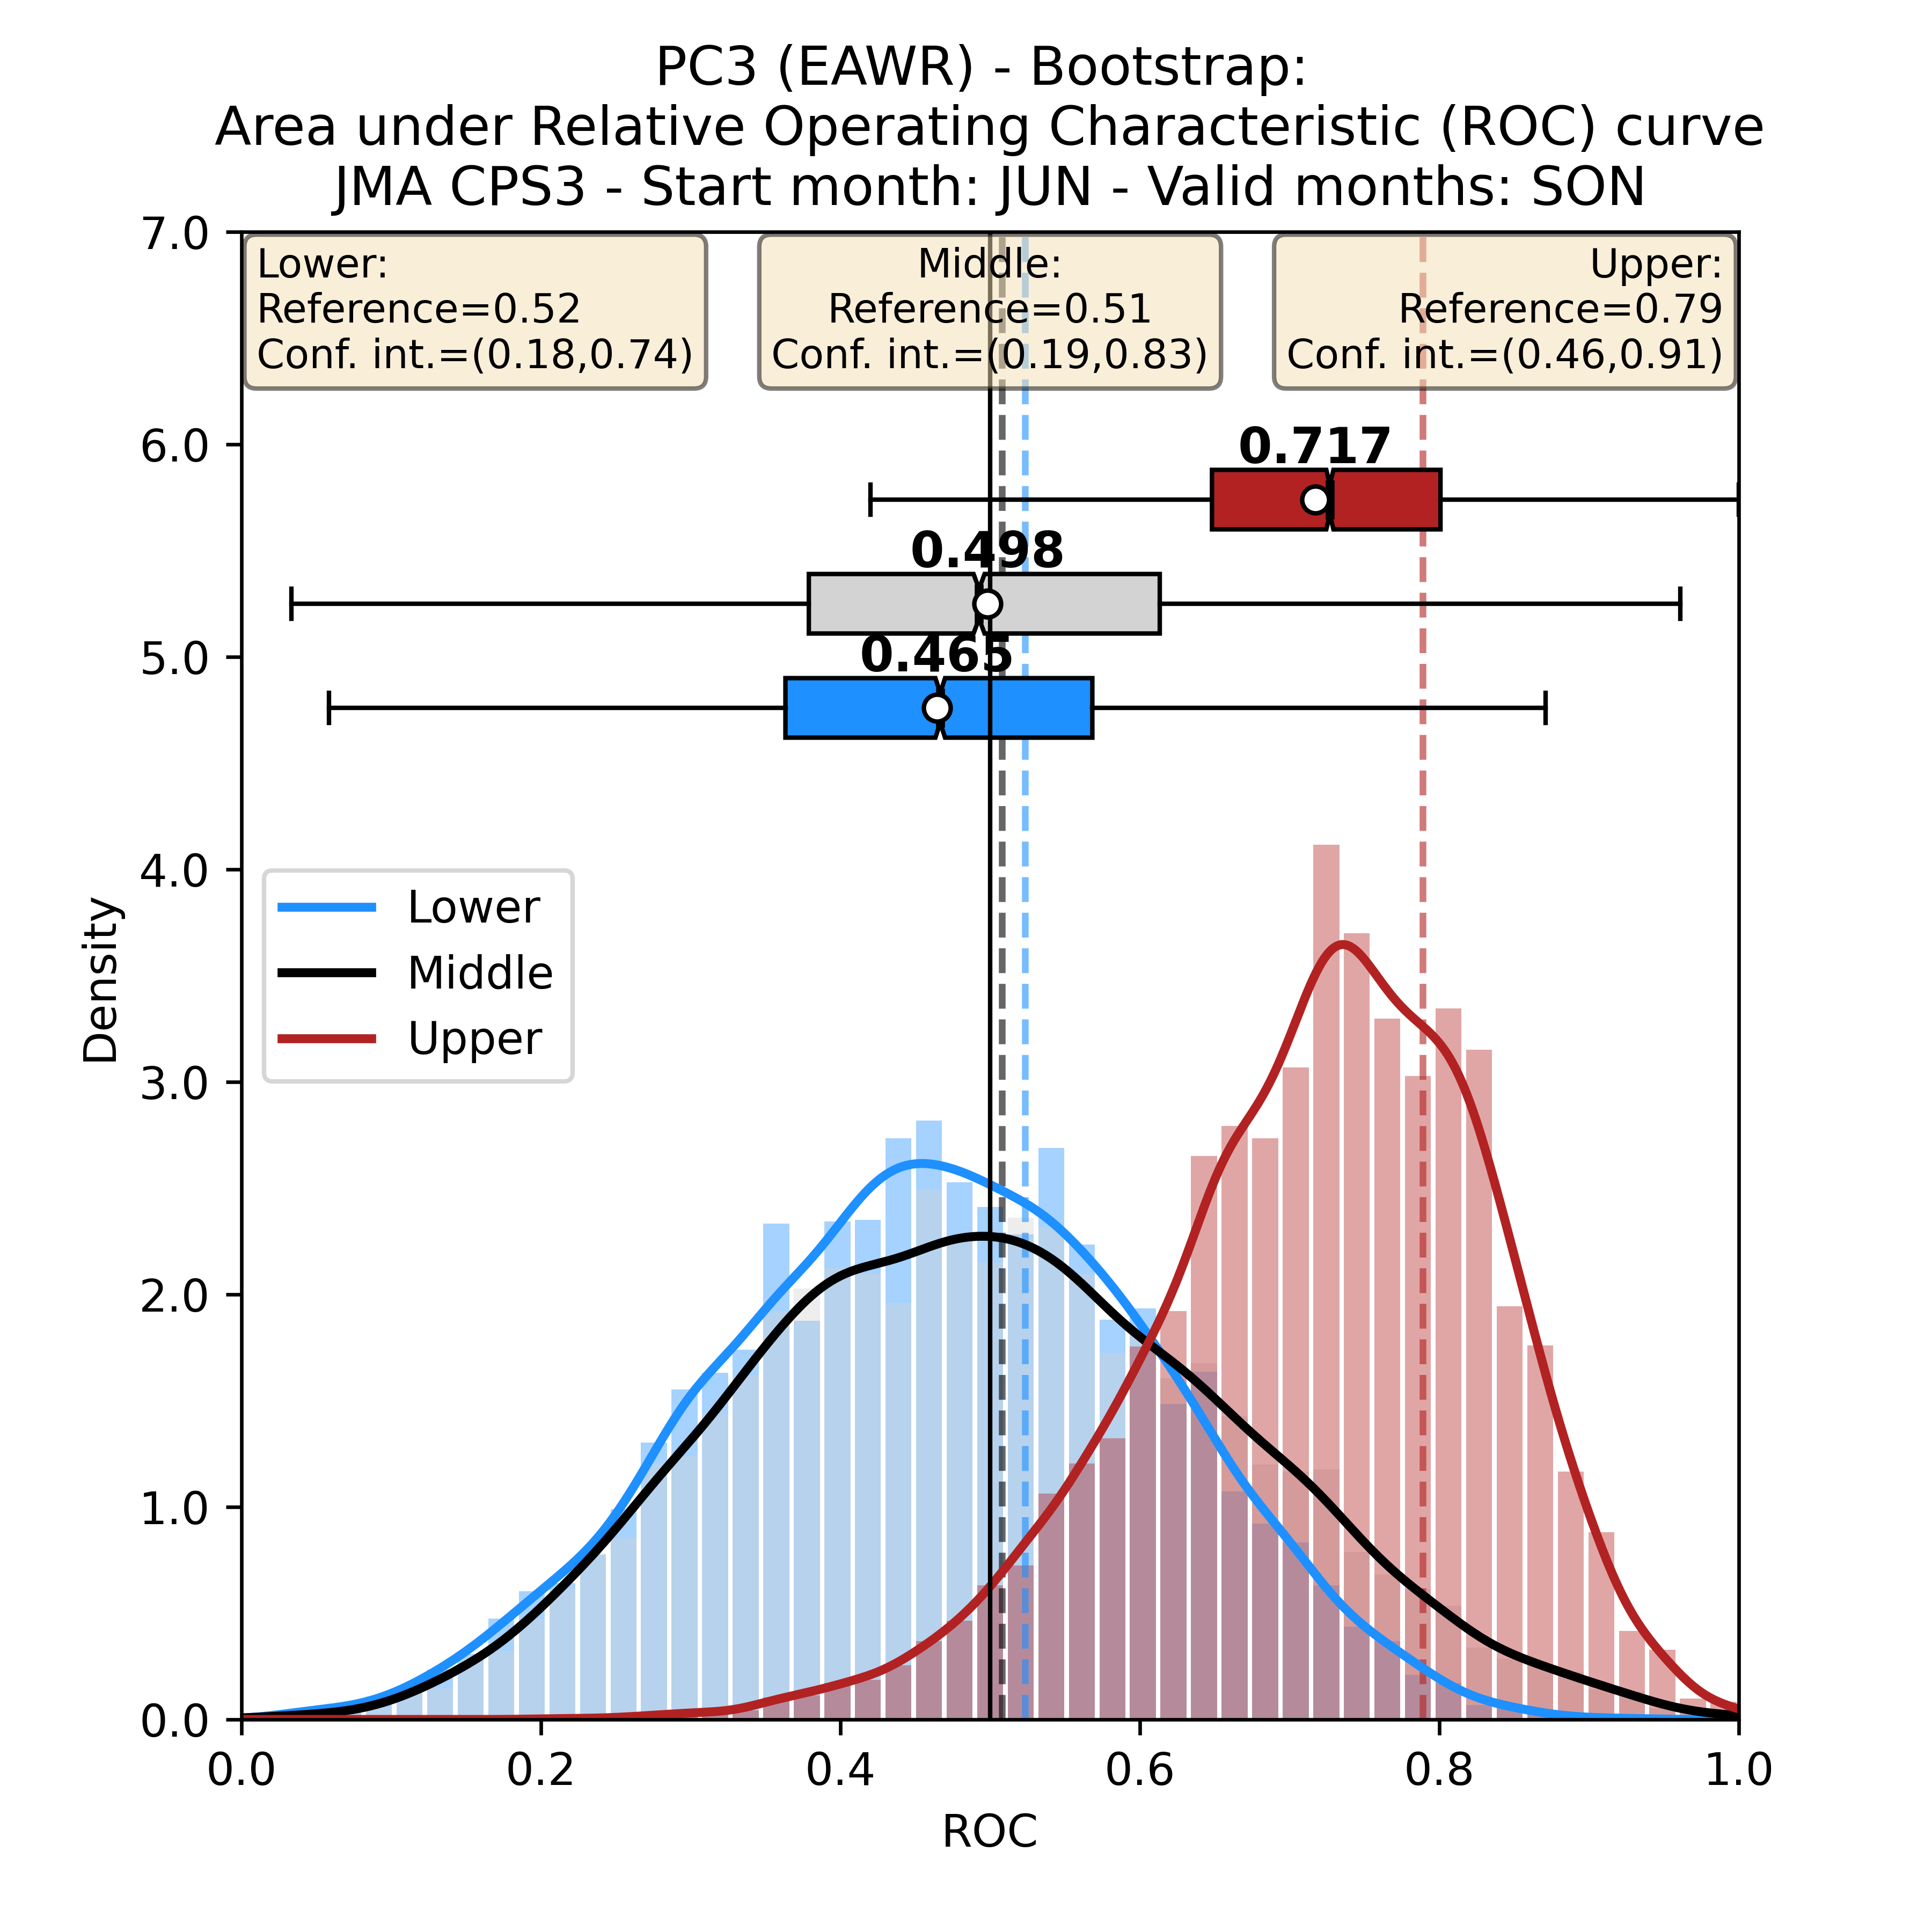 PC3 (EAWR) - Bootstrap:
Area under Relative Operating Characteristic (ROC) curve
JMA CPS3 - Start month: JUN - Valid months: SON
Lower:
Reference=0.52
Conf. int.=(0.18,0.74)
Middle:
Reference=0.51
Conf. int.=(0.19,0.83)
Upper:
Reference=0.79
Conf. int.=(0.46,0.91)
0.717
0.498
0.465
Lower
Middle
Upper
Density
7.0
6.0
5.0
4.0
3.0
2.0
1.0
0.0
0.0 0.2 0.4 0.6 0.8 1.0
ROC